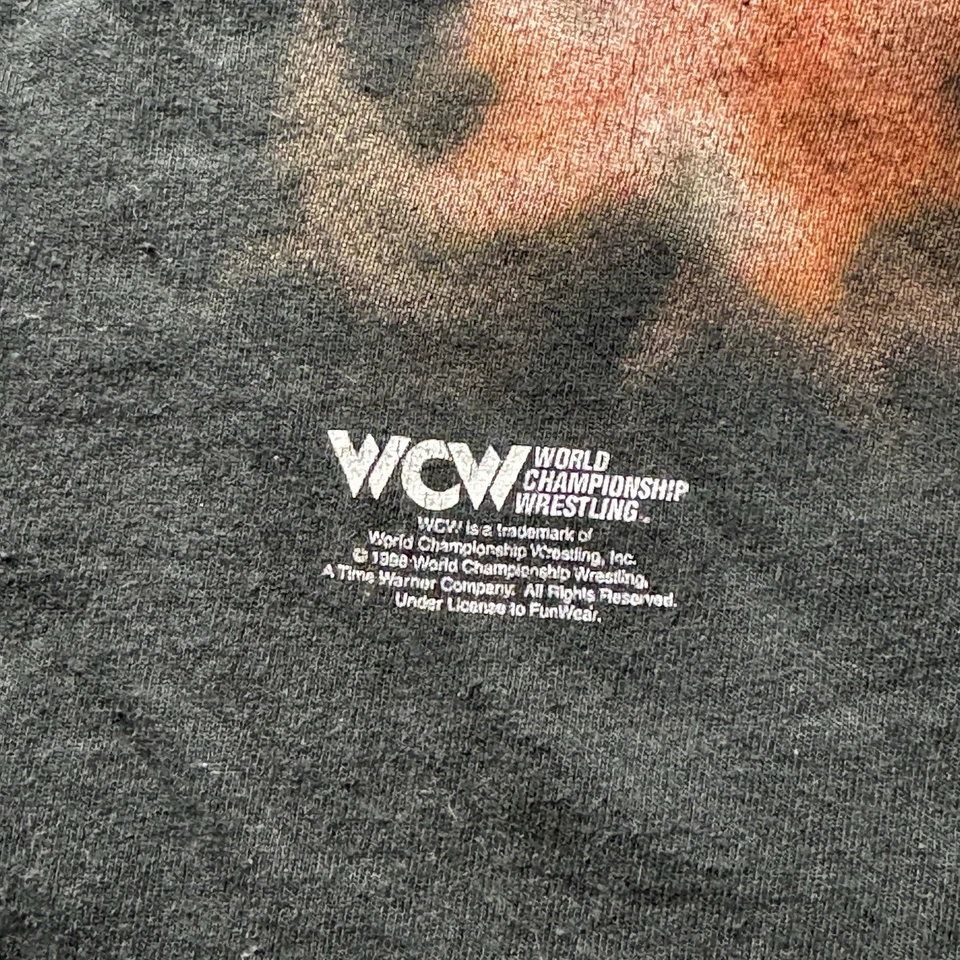 WCW WORLD
CHAMPIONSHIP
WRESTLING
WCW is a trademark of
World Championship Wrestling, Inc.
© 1998 World Championship Wrestling,
A Time Warner Company. All Rights Reserved.
Under License to FunWear.